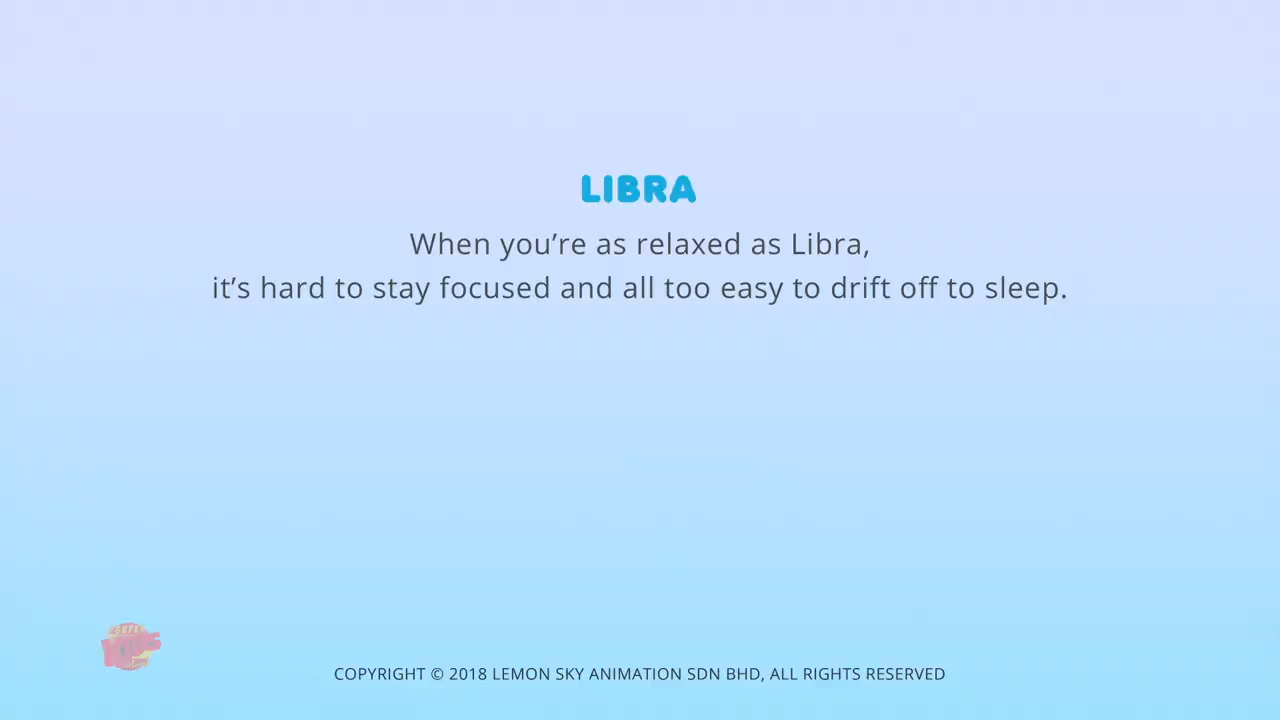 LIBRA
When you’re as relaxed as Libra,
it’s hard to stay focused and all too easy to drift off to sleep.
COPYRIGHT © 2018 LEMON SKY ANIMATION SDN BHD, ALL RIGHTS RESERVED